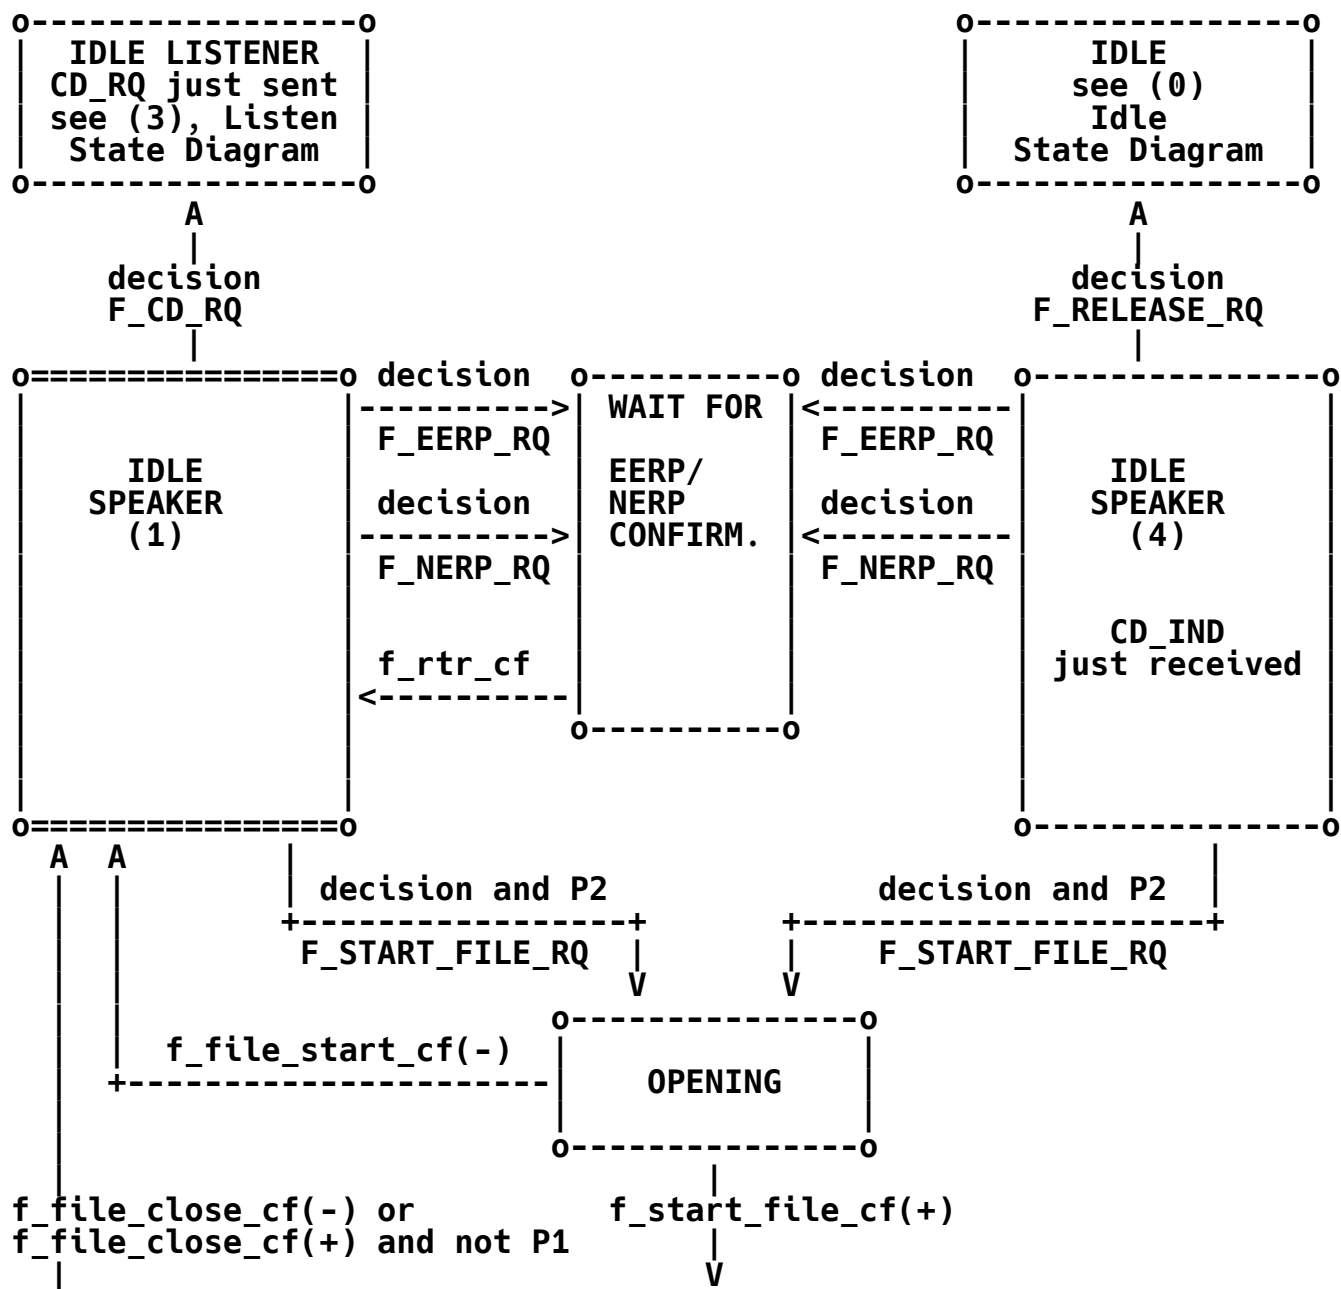 o-----------------o                              o-----------------o
|  IDLE LISTENER  |                              |      IDLE       |
| CD_RQ just sent |                              |     see (0)     |
| see (3), Listen |                              |      Idle       |
|  State Diagram  |                              |  State Diagram  |
o-----------------o                              o-----------------o
         A                                                A
         |                                                |
     decision                                          decision
     F_CD_RQ                                         F_RELEASE_RQ
         |                                                |
o================o decision  o----------o decision  o---------------o
|                |---------->| WAIT FOR |<----------|               |
|                | F_EERP_RQ |          | F_EERP_RQ |               |
|     IDLE       |           | EERP/    |           |    IDLE       |
|   SPEAKER      | decision  | NERP     | decision  |   SPEAKER     |
|     (1)        |---------->| CONFIRM. |<----------|     (4)       |
|                | F_NERP_RQ |          | F_NERP_RQ |               |
|                |           |          |           |               |
|                |           |          |           |    CD_IND     |
|                | f_rtr_cf  |          |           | just received |
|                |<----------|          |           |               |
|                |           o----------o           |               |
|                |                                  |               |
|                |                                  |               |
o================o                                  o---------------o
  A  A        |                                               |
  |  |        | decision and P2              decision and P2  |
  |  |        +-----------------+       +---------------------+
  |  |         F_START_FILE_RQ  |       |    F_START_FILE_RQ
  |  |                          V       V
  |  |                      o---------------o
  |  |  f_file_start_cf(-)  |               |
  |  +----------------------|    OPENING    |
  |                         |               |
  |                         o---------------o
  |                                 |
f_file_close_cf(-) or          f_start_file_cf(+)
f_file_close_cf(+) and not P1       |
  |                                 V